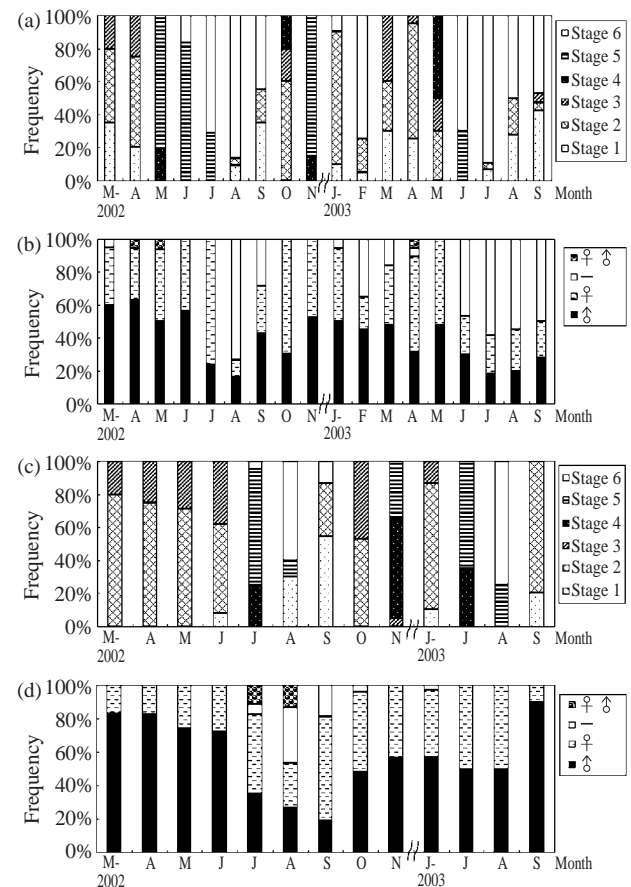 (a)
Frequency
100%
80%
60%
40%
20%
0%
M- A M J J A S O N J- F M A M J J A S Month
2002 2003
Stage 6
Stage 5
Stage 4
Stage 3
Stage 2
Stage 1
(b)
Frequency
100%
80%
60%
40%
20%
0%
M- A M J J A S O N J- F M A M J J A S Month
2002 2003
♀ ♂
—
♀
♂
(c)
Frequency
100%
80%
60%
40%
20%
0%
M- A M J J A S O N J- J A S Month
2002 2003
Stage 6
Stage 5
Stage 4
Stage 3
Stage 2
Stage 1
(d)
Frequency
100%
80%
60%
40%
20%
0%
M- A M J J A S O N J- J A S Month
2002 2003
♀ ♂
—
♀
♂